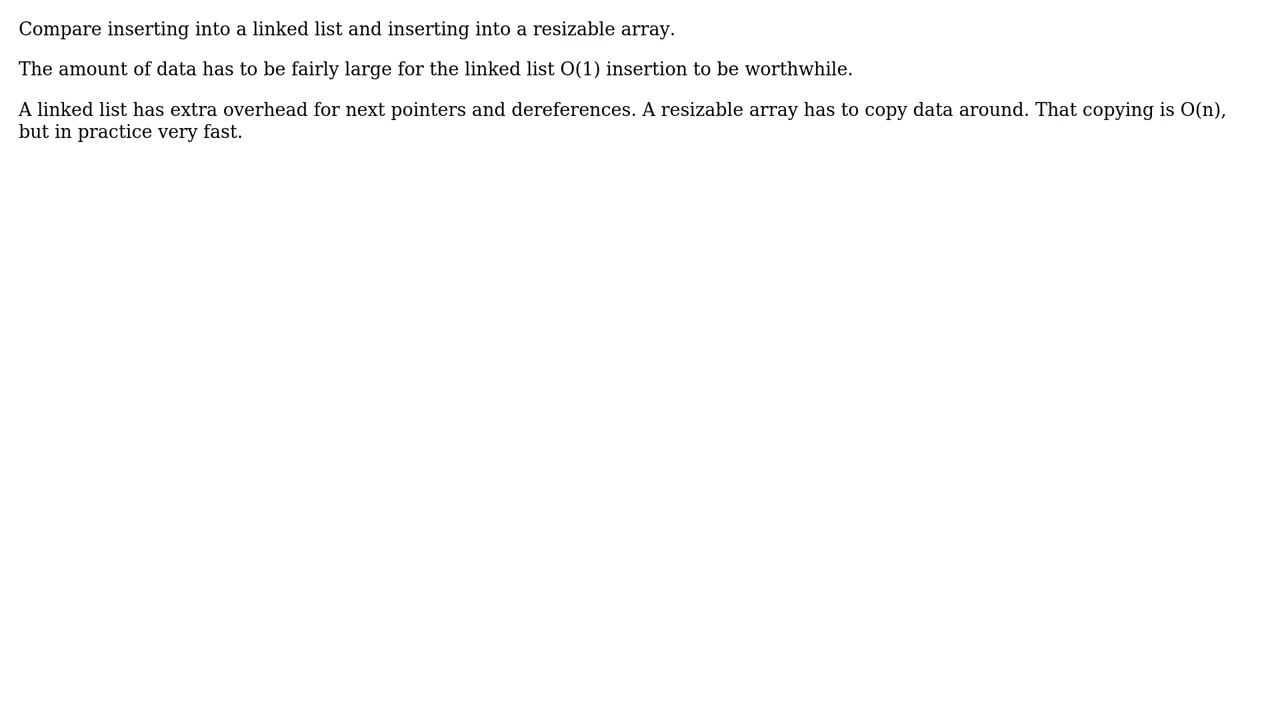 Compare inserting into a linked list and inserting into a resizable array.
The amount of data has to be fairly large for the linked list O(1) insertion to be worthwhile.
A linked list has extra overhead for next pointers and dereferences. A resizable array has to copy data around. That copying is O(n),
but in practice very fast.